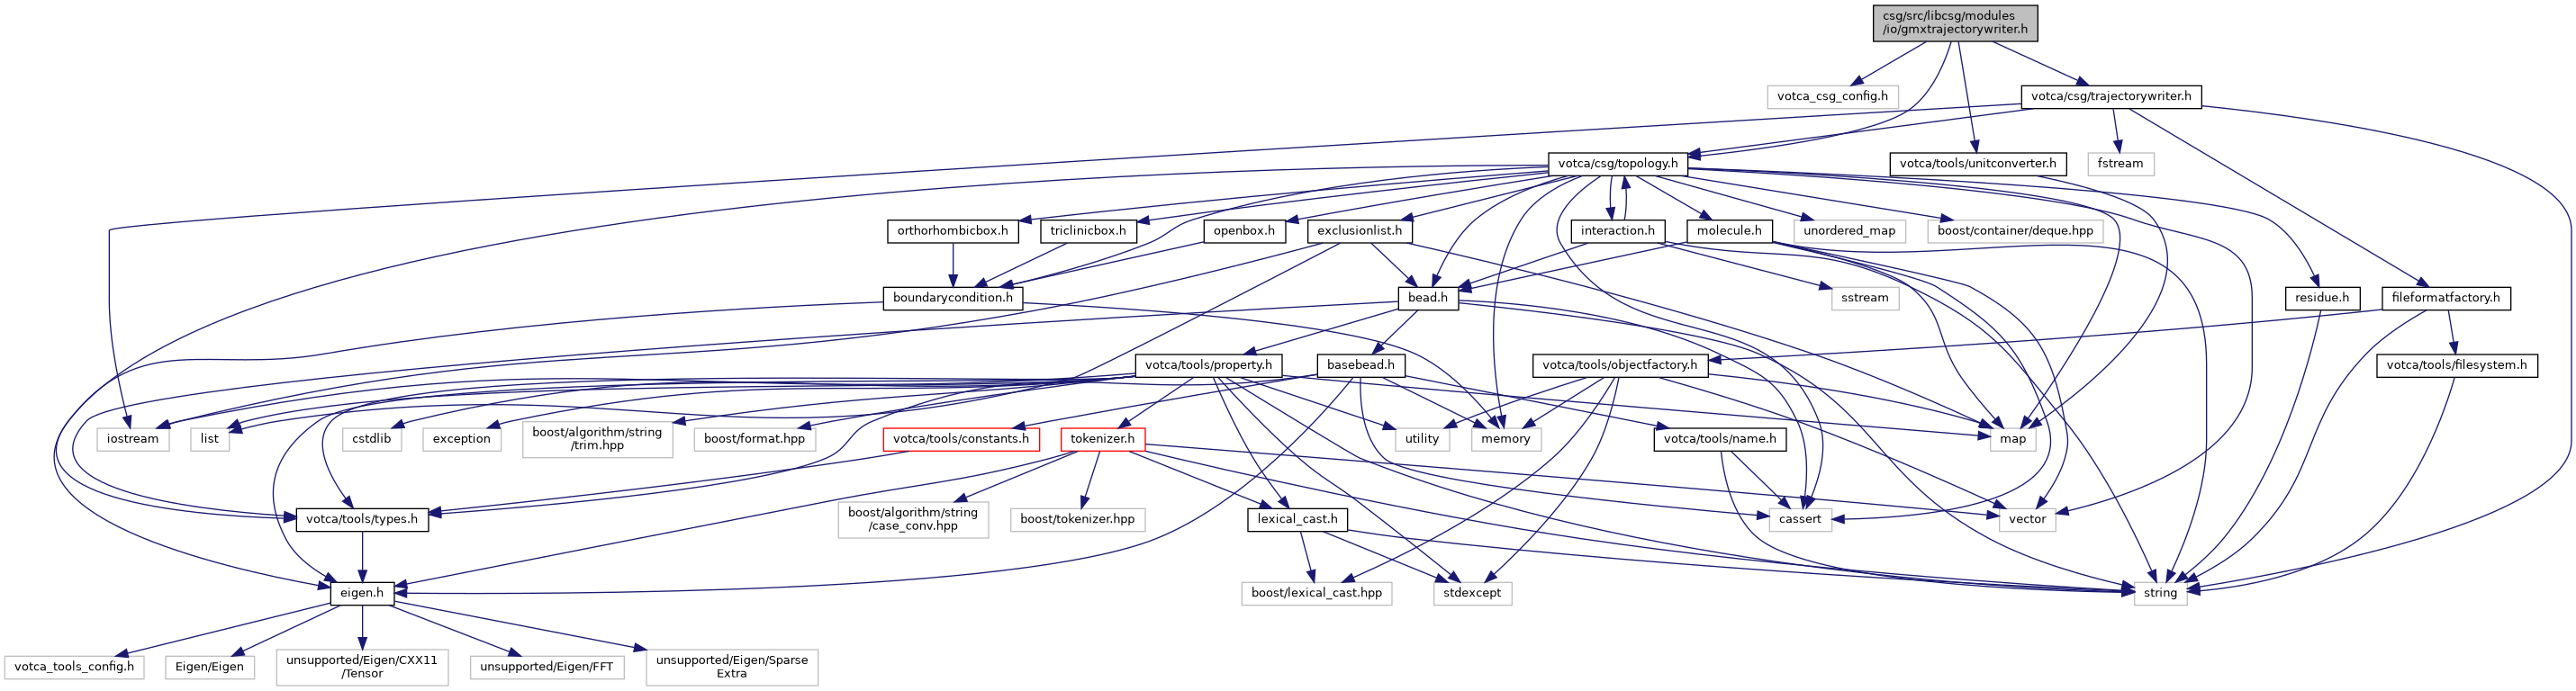 csg/src/libcsg/modules
/io/gmxtrajectorywriter.h
votca_csg_config.h
votca/csg/trajectorywriter.h
votca/csg/topology.h
votca/tools/unitconverter.h
fstream
orthorhombicbox.h
triclinicbox.h
openbox.h
exclusionlist.h
interaction.h
molecule.h
unordered_map
boost/container/deque.hpp
boundarycondition.h
bead.h
sstream
residue.h
fileformatfactory.h
votca/tools/property.h
basebead.h
votca/tools/objectfactory.h
votca/tools/filesystem.h
iostream
list
cstdlib
exception
boost/algorithm/string
/trim.hpp
boost/format.hpp
votca/tools/constants.h
tokenizer.h
utility
memory
votca/tools/name.h
map
votca/tools/types.h
boost/algorithm/string
/case_conv.hpp
boost/tokenizer.hpp
lexical_cast.h
cassert
vector
eigen.h
boost/lexical_cast.hpp
stdexcept
string
votca_tools_config.h
Eigen/Eigen
unsupported/Eigen/CXX11
/Tensor
unsupported/Eigen/FFT
unsupported/Eigen/Sparse
Extra